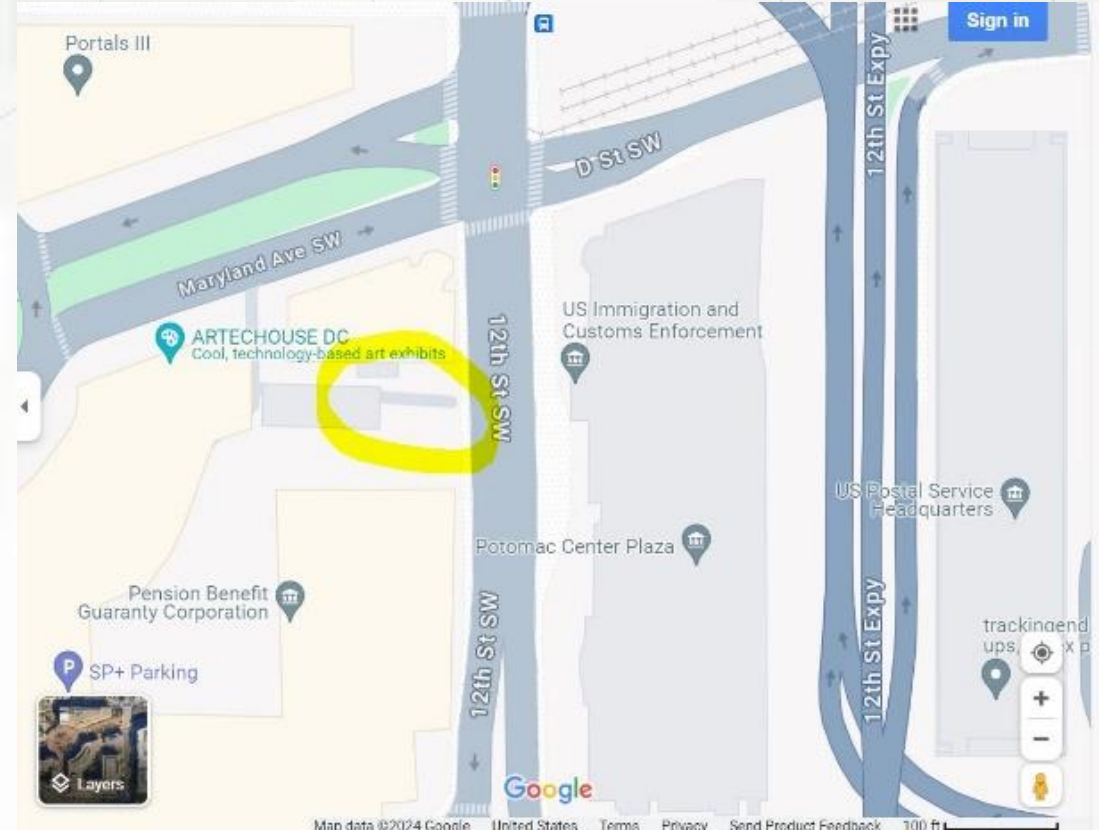 Portals III
Sign in
12th St Expy
D St SW
Maryland Ave SW
US Immigration and
Customs Enforcement
ARTECHOUSE DC
Cool, technology-based art exhibits
12th St SW
US Postal Service
Headquarters
Potomac Center Plaza
Pension Benefit
Guaranty Corporation
12th St SW
12th St Expy
trackingend
ups,
P
SP+ Parking
Layers
Google
Map data ©2024 Google United States Terms Privacy Send Product Feedback 100 ft